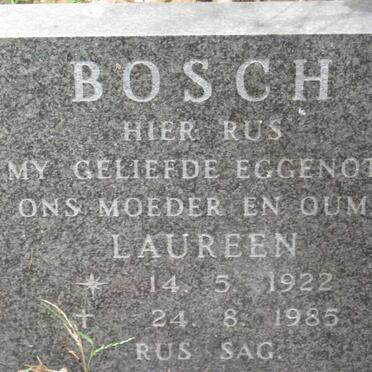 BOSCH
HIER RUS
MY GELIEFDE EGGENOT
ONS MOEDER EN OUM
LAUREEN
* 14. 5. 1922
† 24. 8. 1985
RUS SAG.